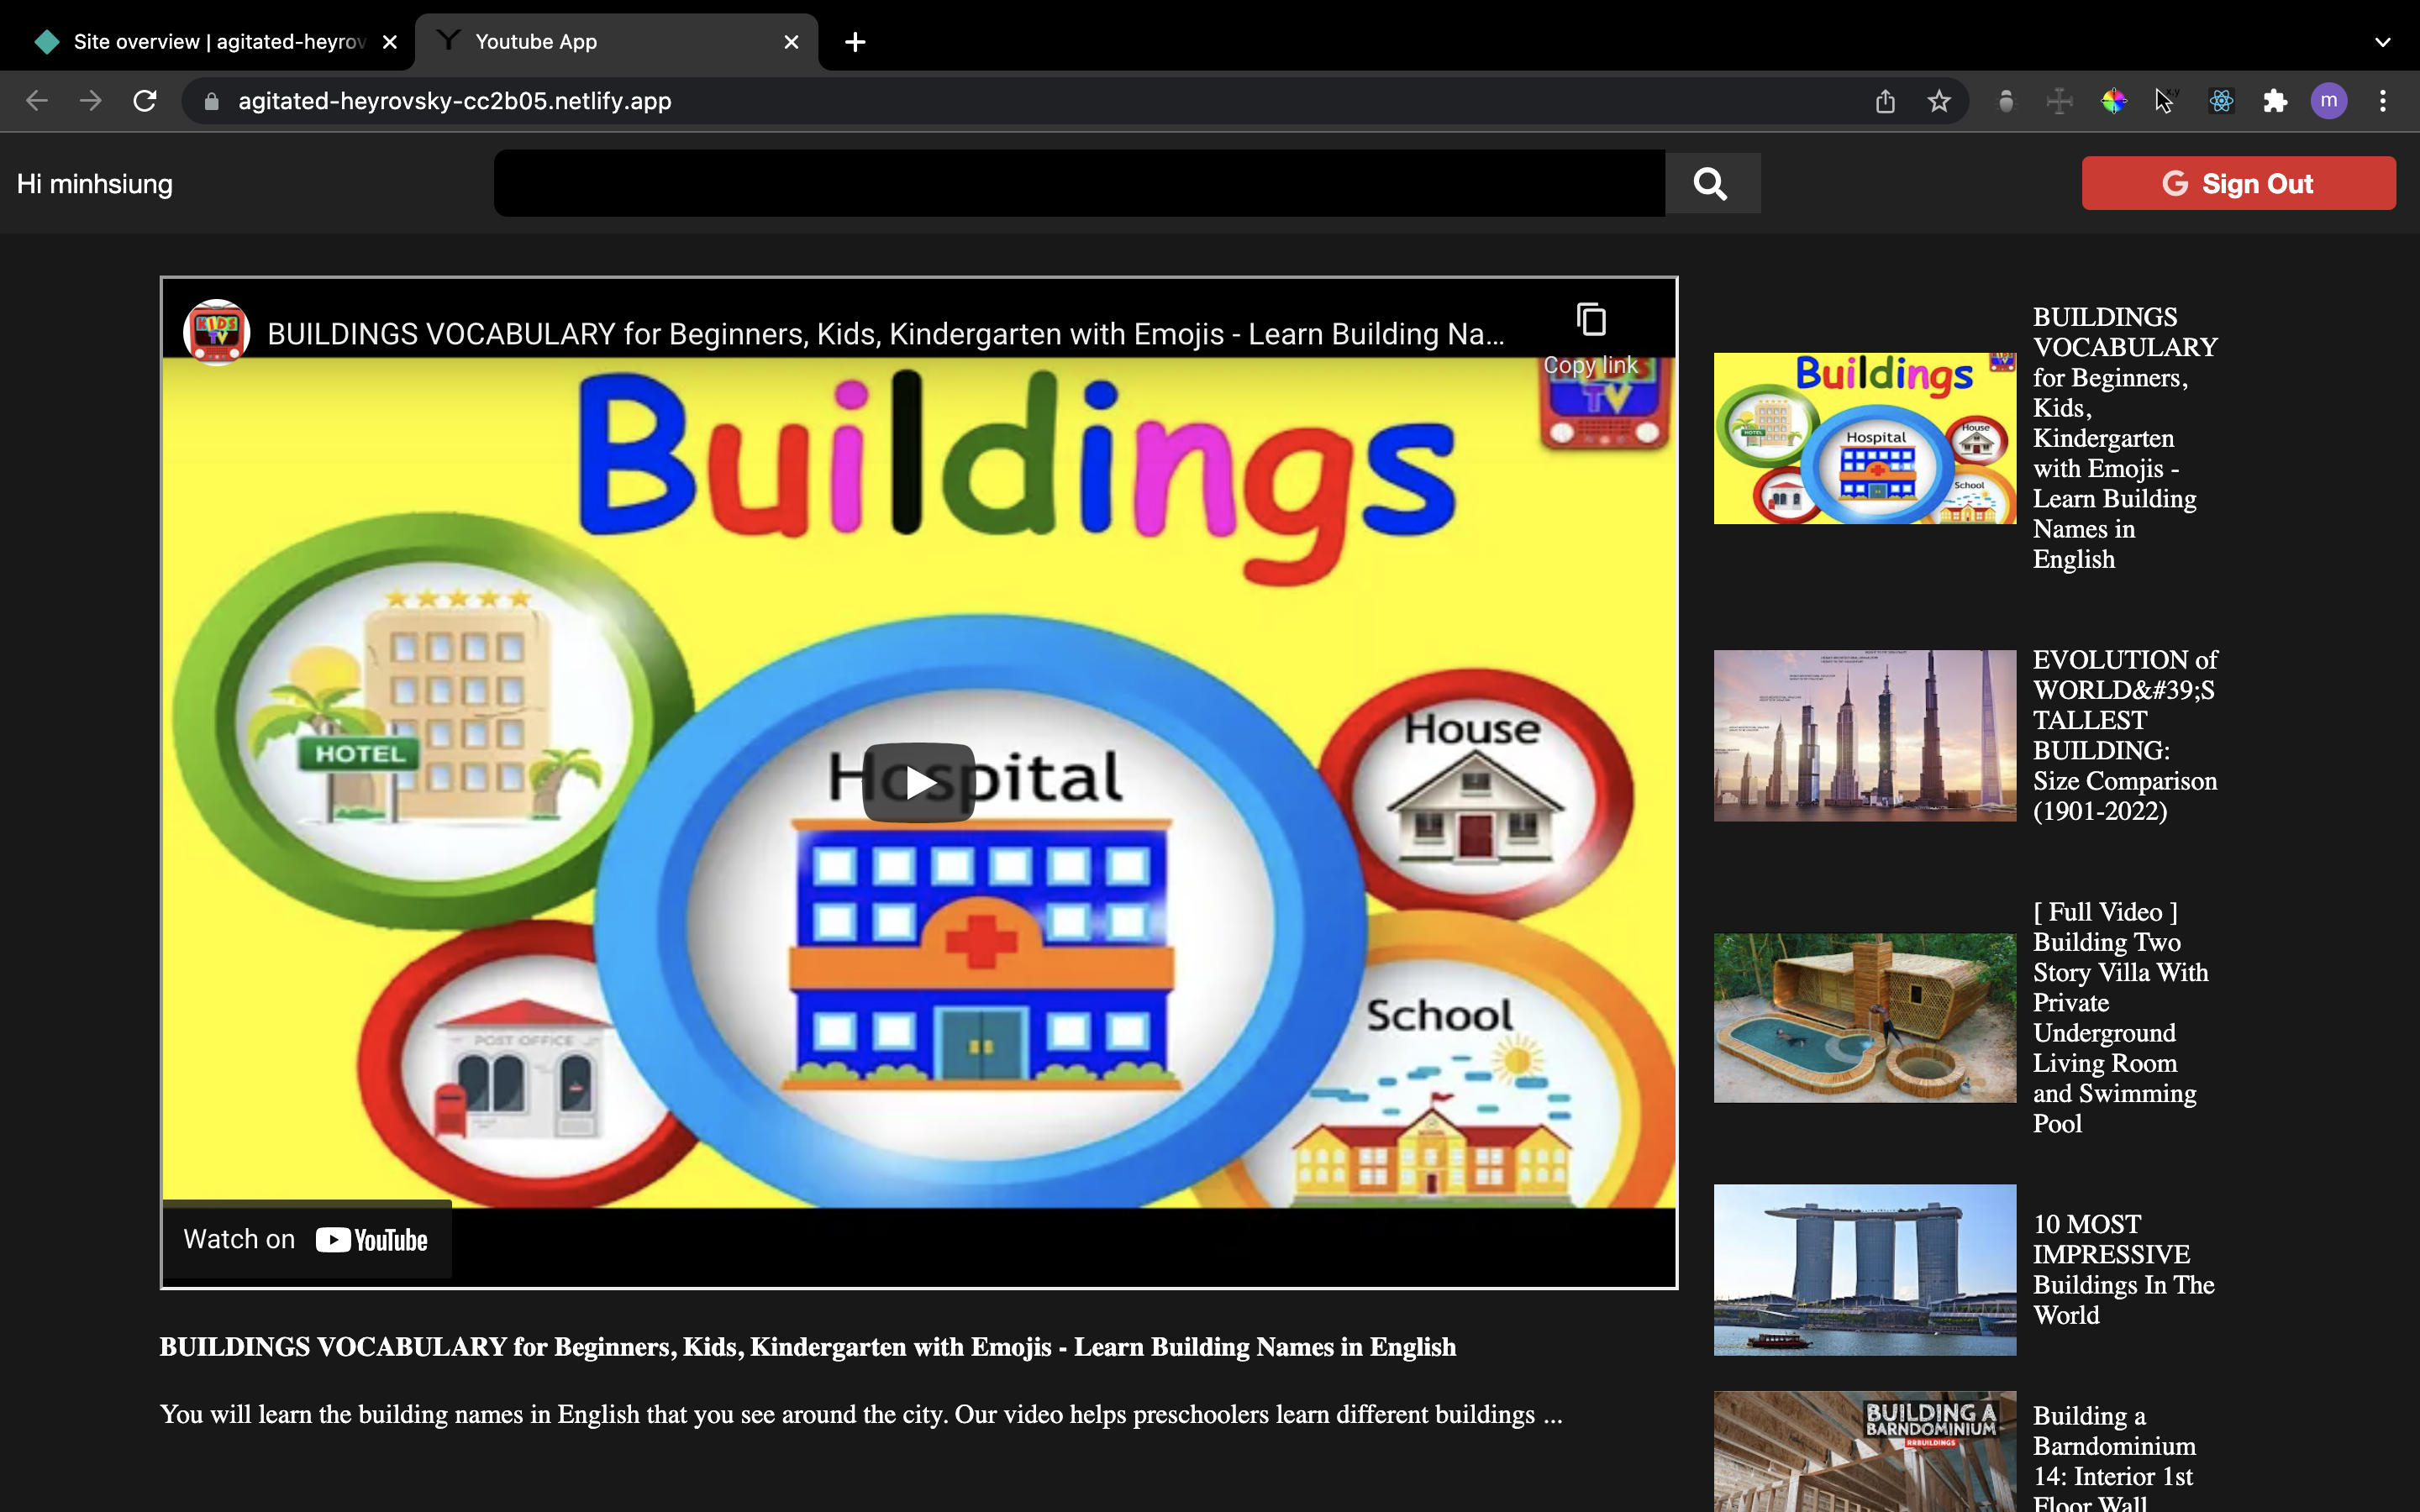 Site overview | agitated-heyrov
Youtube App
agitated-heyrovsky-cc2b05.netlify.app
x,y
m
Hi minhsiung
Sign Out
KIDS
TV
BUILDINGS VOCABULARY for Beginners, Kids, Kindergarten with Emojis - Learn Building Na...
Copy link
Buildings
TV
HOTEL
Hospital
House
POST OFFICE
School
Watch on YouTube
BUILDINGS VOCABULARY for Beginners, Kids, Kindergarten with Emojis - Learn Building Names in English
You will learn the building names in English that you see around the city. Our video helps preschoolers learn different buildings ...
Buildings
HOTEL
Hospital
House
School
BUILDINGS
VOCABULARY
for Beginners,
Kids,
Kindergarten
with Emojis -
Learn Building
Names in
English
EVOLUTION of
WORLD&#39;S
TALLEST
BUILDING:
Size Comparison
(1901-2022)
[ Full Video ]
Building Two
Story Villa With
Private
Underground
Living Room
and Swimming
Pool
10 MOST
IMPRESSIVE
Buildings In The
World
BUILDING A
BARNDOMINIUM
RRBUILDINGS
Building a
Barndominium
14: Interior 1st
Floor Wall